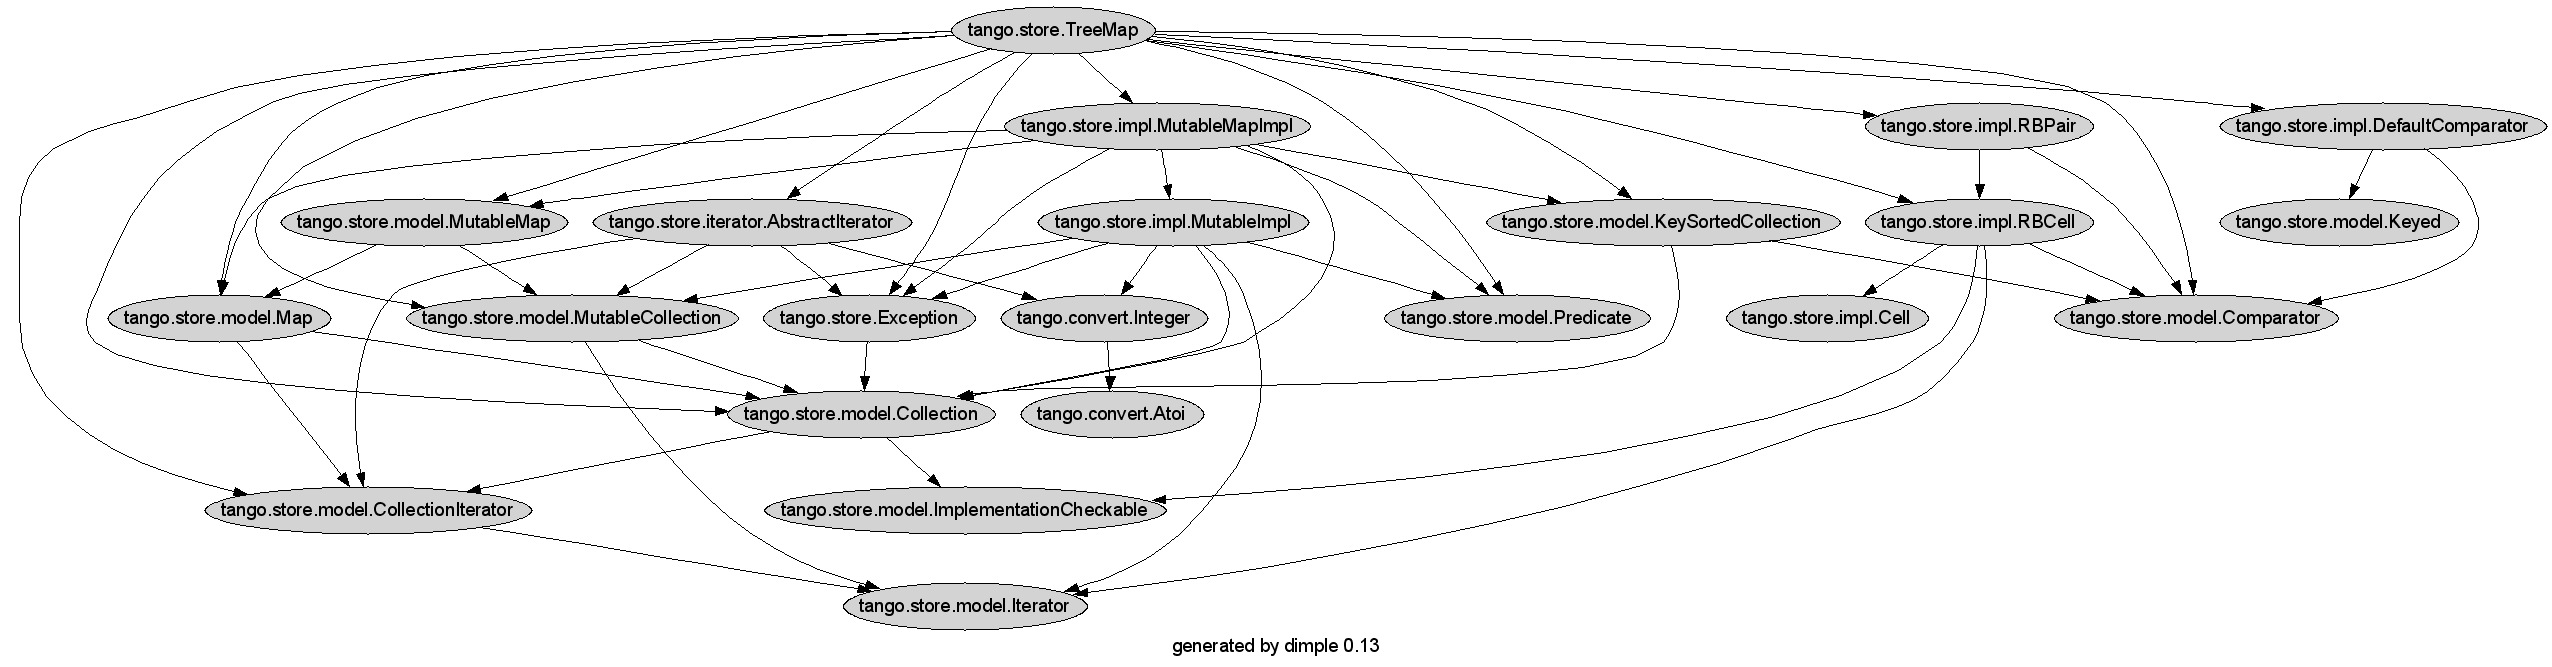 tango.store.TreeMap
tango.store.impl.MutableMapImpl
tango.store.impl.RBPair
tango.store.impl.DefaultComparator
tango.store.model.MutableMap
tango.store.iterator.AbstractIterator
tango.store.impl.MutableImpl
tango.store.model.KeySortedCollection
tango.store.impl.RBCell
tango.store.model.Keyed
tango.store.model.Map
tango.store.model.MutableCollection
tango.store.Exception
tango.convert.Integer
tango.store.model.Predicate
tango.store.impl.Cell
tango.store.model.Comparator
tango.store.model.Collection
tango.convert.Atoi
tango.store.model.CollectionIterator
tango.store.model.ImplementationCheckable
tango.store.model.Iterator
generated by dimple 0.13